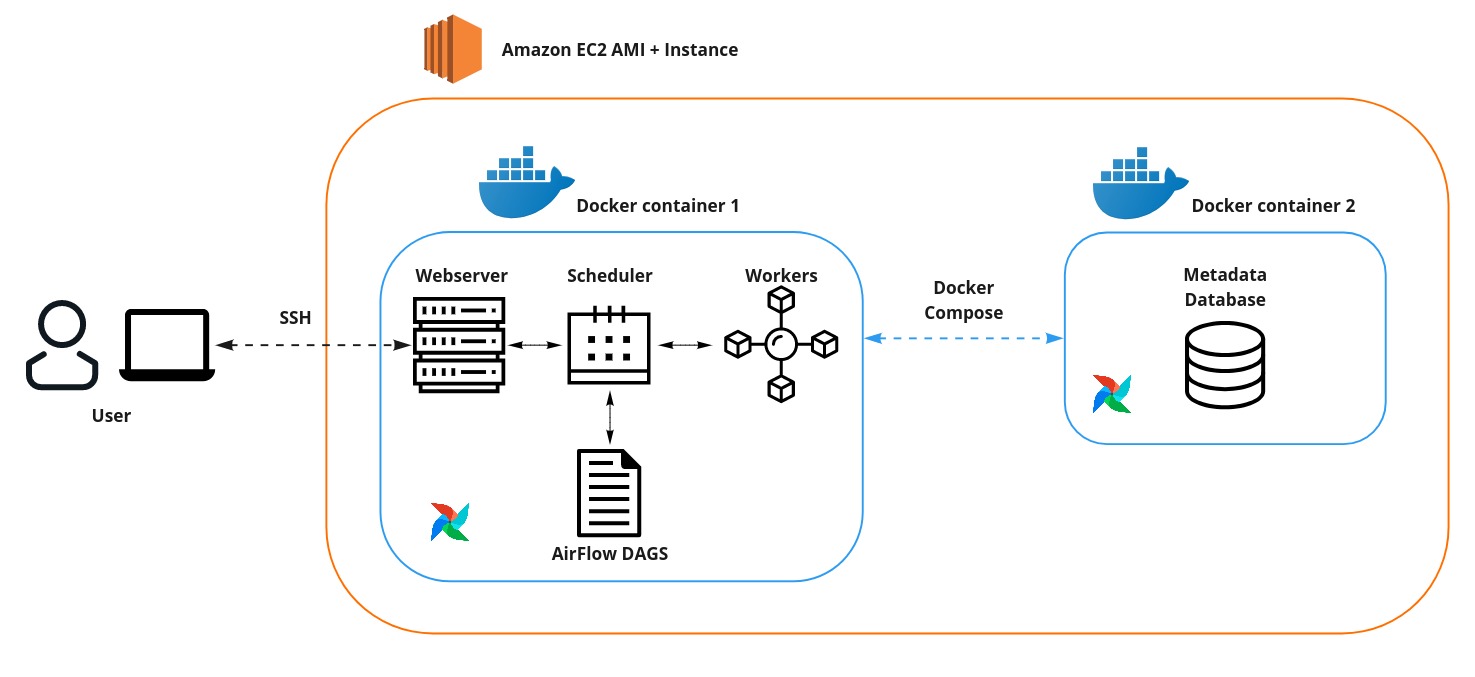 Amazon EC2 AMI + Instance
Docker container 1
Docker container 2
Webserver
Scheduler
Workers
Docker
Compose
Metadata
Database
SSH
User
AirFlow DAGS